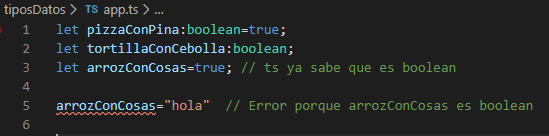 tiposDatos > TS app.ts > ...
1 let pizzaConPina:boolean=true;
2 let tortillaConCebolla:boolean;
3 let arrozConCosas=true; // ts ya sabe que es boolean
4
5 arrozConCosas="hola"  // Error porque arrozConCosas es boolean
6